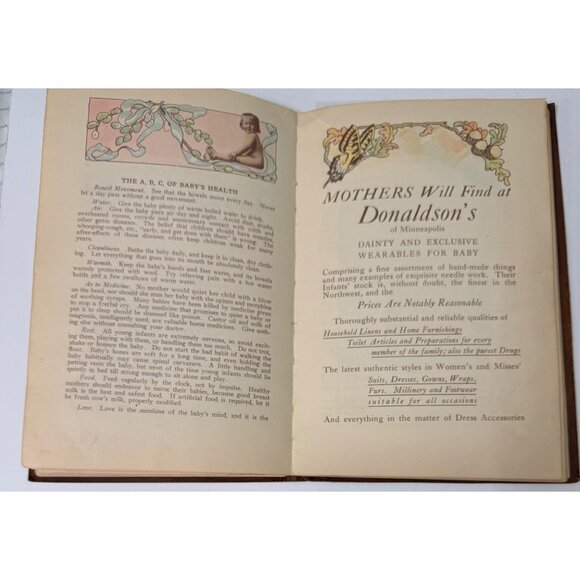 THE A, B, C, OF BABY'S HEALTH
Bowel Movement. See that the bowels move every day. Never
let a day pass without a good movement.
Water. Give the baby plenty of warm boiled water to drink.
Air. Give the baby pure air day and night. Avoid dust, drafts,
overheated rooms, crowds and unnecessary contact with colds and
other germ diseases. The belief that children should have measles,
whooping-cough, etc., "early, and get done with them" is wrong. The
after-effects of these diseases often keep children weak for many
years.
Cleanliness. Bathe the baby daily, and keep it in clean, dry cloth-
ing. Let everything that goes into its mouth be absolutely clean.
Warmth. Keep the baby's hands and feet warm, and its bowels
warmly protected with wool. Try relieving pain with a hot water
bottle and a few swallows of warm water.
As to Medicine. No mother would quiet her child with a blow
on the head, nor should she stun her baby with the opium and morphine
of soothing syrups. Many babies have been killed by medicine given
to stop a fretful cry. Immoral makers of medicine to quiet a baby or
put it to sleep should be shunned like poison. Castor oil and milk of
magnesia, intelligently used, are valuable home medicines. Give noth-
ing else without consulting your doctor.
Rest. All young infants are extremely nervous, so avoid excit-
ing them, playing with them, or handling them too much. Do not trot,
shake or bounce the baby. Do not start the bad habit of walking the
floor. Baby's bones are soft for a long time, and even lifting the
baby habitually may cause spinal curvature. A little handling and
petting rests the baby, but most of the time young infants should be
quietly in bed till strong enough to sit alone and play.
Food. Feed regularly by the clock, not by impulse. Healthy
mothers should endeavor to nurse their babies, because good breast
milk is the best and safest food. If artificial food is required, let it
be fresh cow's milk, properly modified.
Love. Love is the sunshine of the baby's mind, and it is the
MOTHERS Will Find at
Donaldson's
of Minneapolis
DAINTY AND EXCLUSIVE
WEARABLES FOR BABY
Comprising a fine assortment of hand-made things
and many examples of exquisite needle work. Their
Infants' stock is, without doubt, the finest in the
Northwest, and the
Prices Are Notably Reasonable
Thoroughly substantial and reliable qualities of
Household Linens and Home Furnishings
Toilet Articles and Preparations for every
member of the family; also the purest Drugs
The latest authentic styles in Women's and Misses'
Suits, Dresses, Gowns, Wraps,
Furs, Millinery and Footwear
suitable for all occasions
And everything in the matter of Dress Accessories